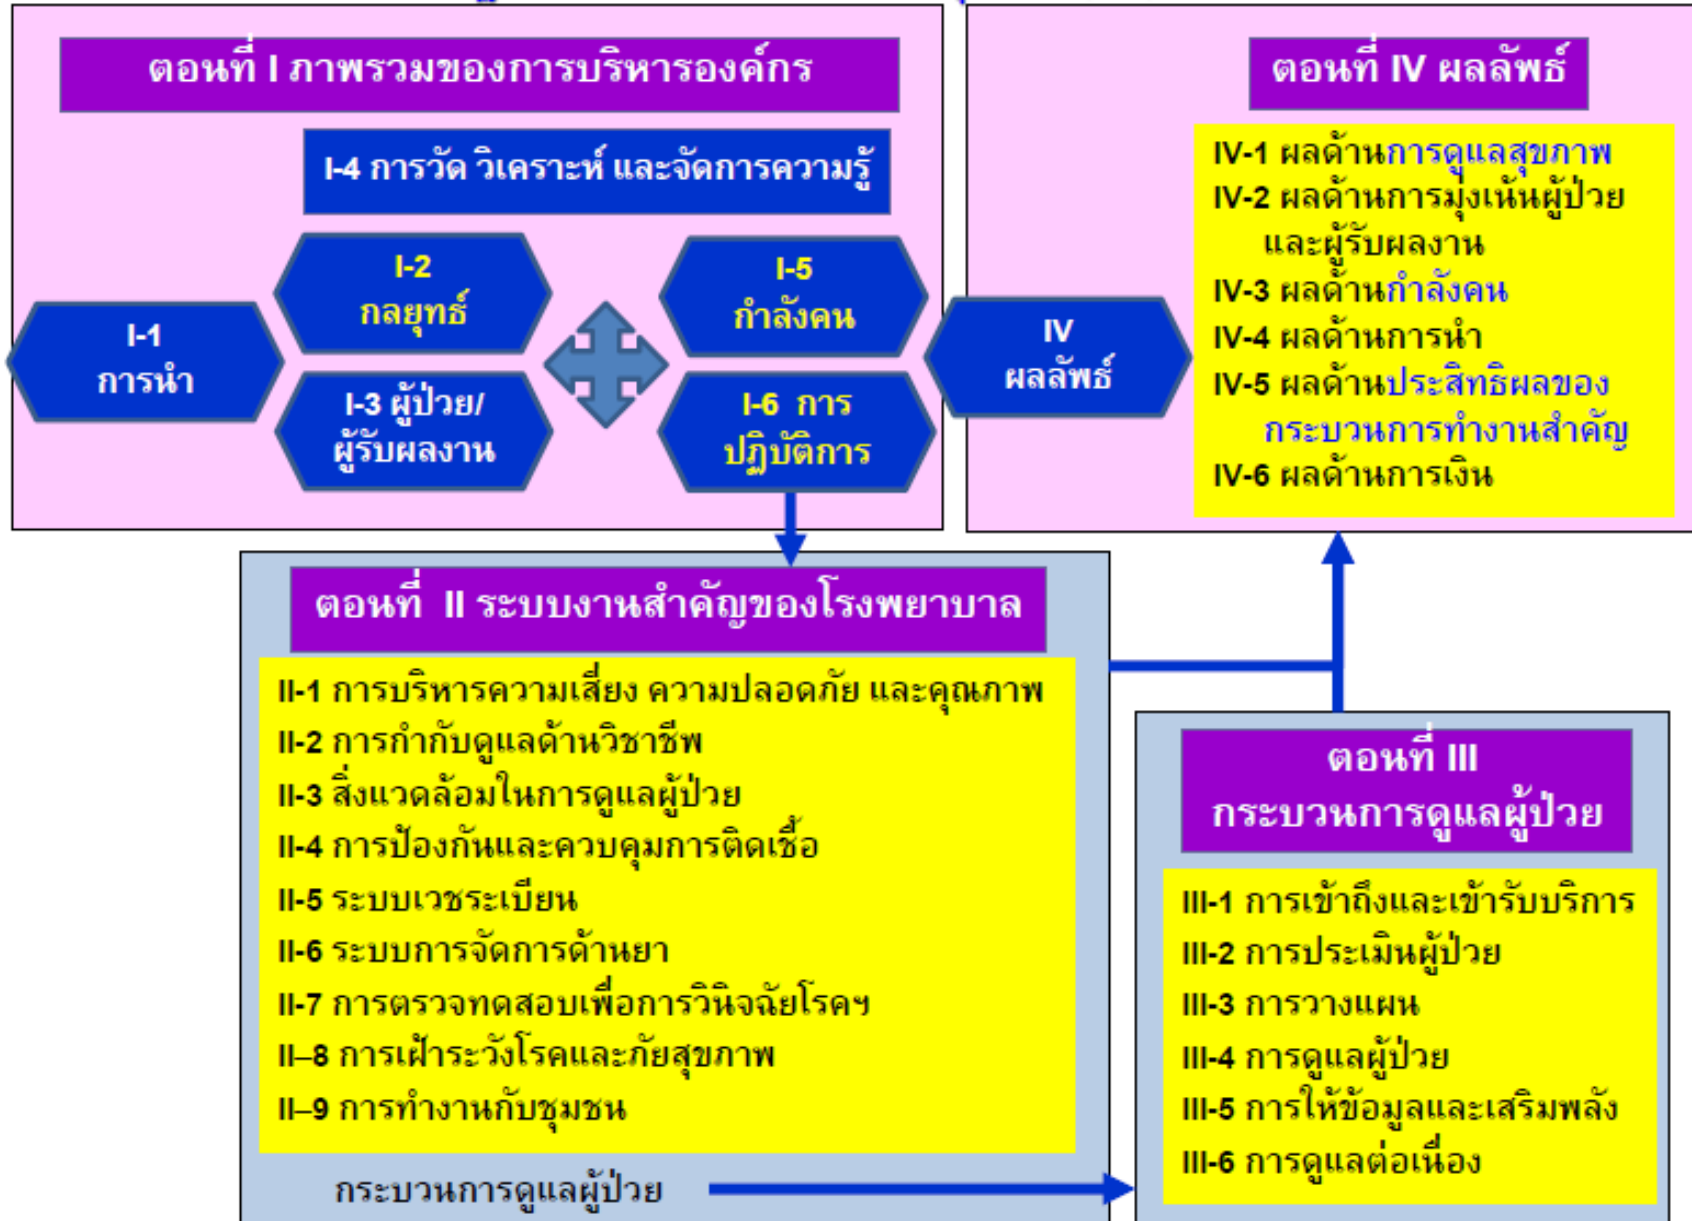 ตอนที่ I ภาพรวมของการบริหารองค์กร
I-4 การวัด วิเคราะห์ และจัดการความรู้
I-1
การนำ
I-2
กลยุทธ์
I-3 ผู้ป่วย/
ผู้รับผลงาน
I-5
กำลังคน
I-6 การ
ปฏิบัติการ
IV
ผลลัพธ์
ตอนที่ IV ผลลัพธ์
IV-1 ผลด้านการดูแลสุขภาพ
IV-2 ผลด้านการมุ่งเน้นผู้ป่วย
และผู้รับผลงาน
IV-3 ผลด้านกำลังคน
IV-4 ผลด้านการนำ
IV-5 ผลด้านประสิทธิผลของ
กระบวนการทำงานสำคัญ
IV-6 ผลด้านการเงิน
ตอนที่ II ระบบงานสำคัญของโรงพยาบาล
II-1 การบริหารความเสี่ยง ความปลอดภัย และคุณภาพ
II-2 การกำกับดูแลด้านวิชาชีพ
II-3 สิ่งแวดล้อมในการดูแลผู้ป่วย
II-4 การป้องกันและควบคุมการติดเชื้อ
II-5 ระบบเวชระเบียน
II-6 ระบบการจัดการด้านยา
II-7 การตรวจทดสอบเพื่อการวินิจฉัยโรคฯ
II–8 การเฝ้าระวังโรคและภัยสุขภาพ
II–9 การทำงานกับชุมชน
กระบวนการดูแลผู้ป่วย
ตอนที่ III
กระบวนการดูแลผู้ป่วย
III-1 การเข้าถึงและเข้ารับบริการ
III-2 การประเมินผู้ป่วย
III-3 การวางแผน
III-4 การดูแลผู้ป่วย
III-5 การให้ข้อมูลและเสริมพลัง
III-6 การดูแลต่อเนื่อง